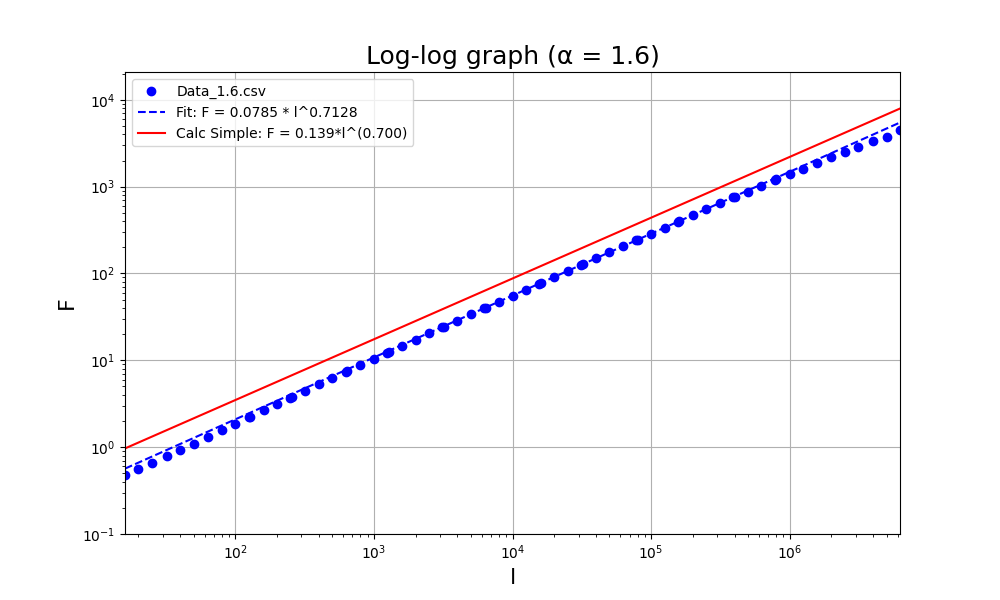 Log-log graph (α = 1.6)
Data_1.6.csv
Fit: F = 0.0785 * l^0.7128
Calc Simple: F = 0.139*l^(0.700)
10^4
10^3
10^2
10^1
10^0
10^−1
F
10^2 10^3 10^4 10^5 10^6
l